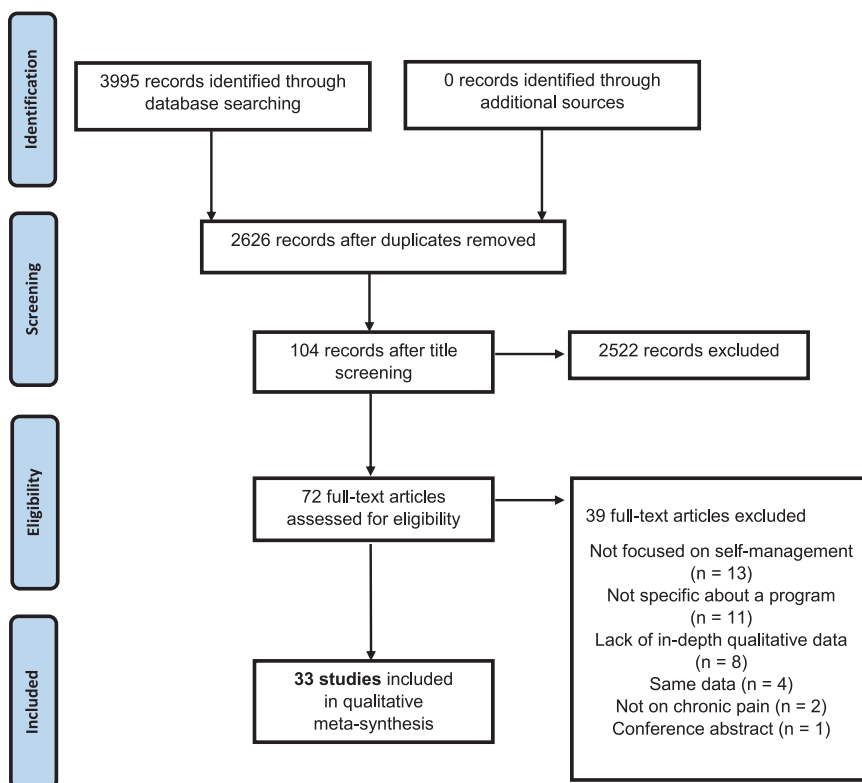 Identification
3995 records identified through
database searching
0 records identified through
additional sources
Screening
2626 records after duplicates removed
104 records after title
screening
2522 records excluded
Eligibility
72 full-text articles
assessed for eligibility
39 full-text articles excluded
Not focused on self-management
(n = 13)
Not specific about a program
(n = 11)
Lack of in-depth qualitative data
(n = 8)
Same data (n = 4)
Not on chronic pain (n = 2)
Conference abstract (n = 1)
Included
33 studies included
in qualitative
meta-synthesis